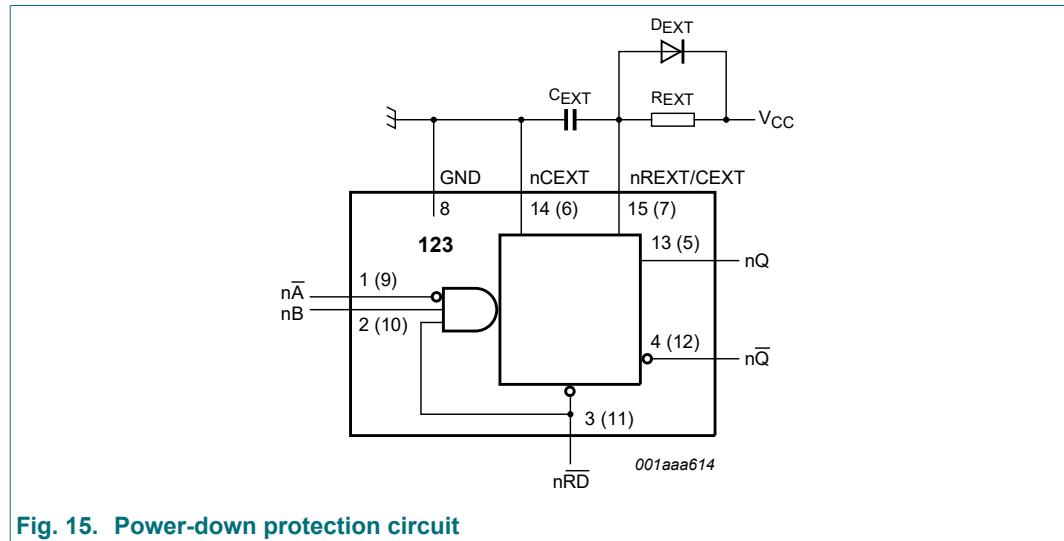 DEXT
CEXT REXT
VCC
GND nCEXT nREXT/CEXT
8 14 (6) 15 (7)
123 13 (5)
nQ
1 (9)
nA̅
nB
2 (10)
4 (12)
nQ̅
3 (11)
001aaa614
nR̅D̅
Fig. 15. Power-down protection circuit